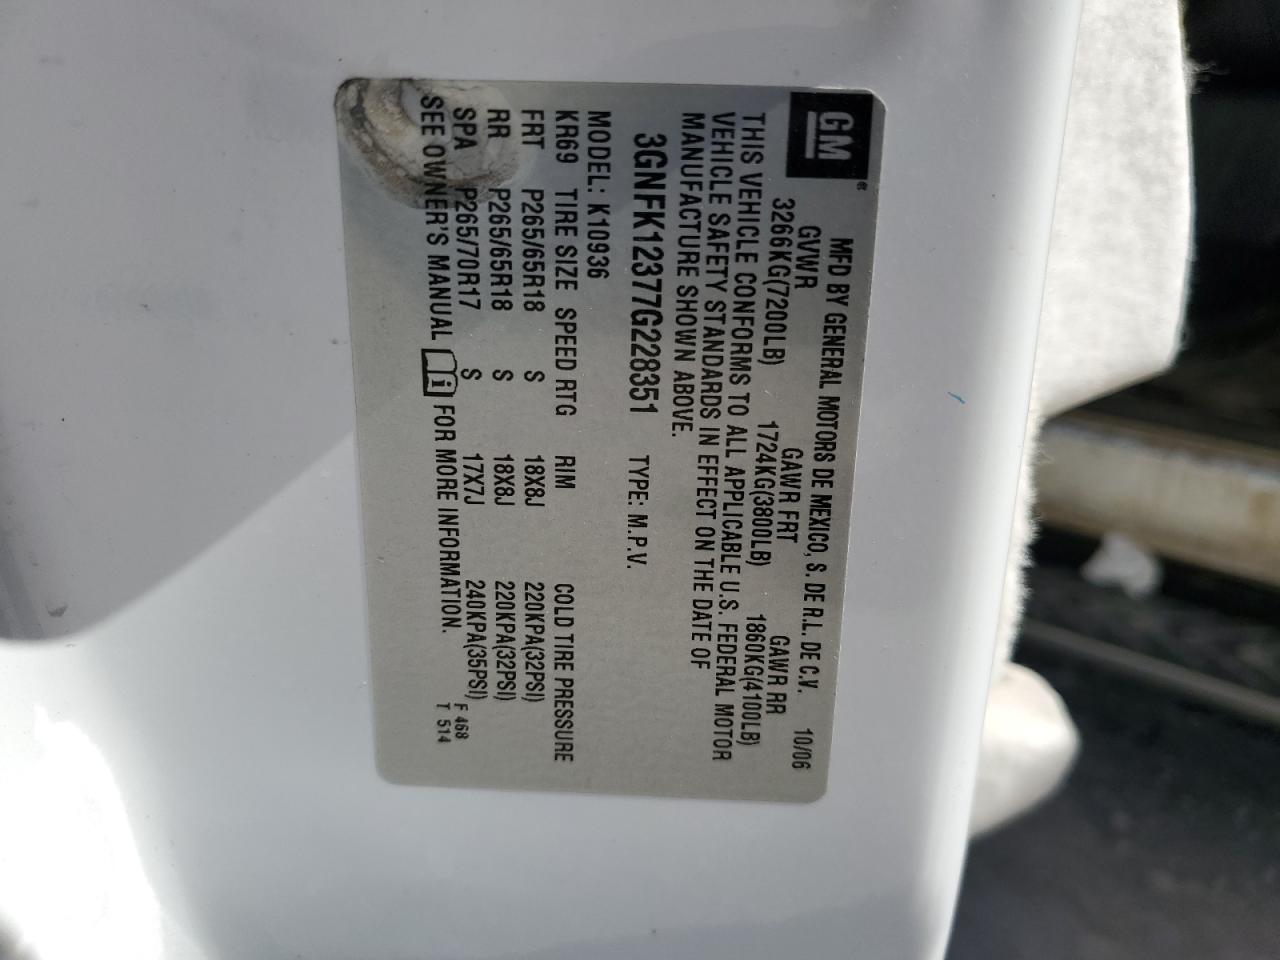 GM
MFD BY GENERAL MOTORS DE MEXICO, S. DE R.L. DE C.V. 10/06
GVWR GAWR FRT GAWR RR
3266KG(7200LB) 1724KG(3800LB) 1860KG(4100LB)
THIS VEHICLE CONFORMS TO ALL APPLICABLE U.S. FEDERAL MOTOR
VEHICLE SAFETY STANDARDS IN EFFECT ON THE DATE OF
MANUFACTURE SHOWN ABOVE.
3GNFK12377G228351 TYPE: M.P.V.
MODEL: K10936
KR69 TIRE SIZE SPEED RTG RIM COLD TIRE PRESSURE
FRT P265/65R18 S 18X8J 220KPA(32PSI)
RR P265/65R18 S 18X8J 220KPA(32PSI)
SPA P265/70R17 S 17X7J 240KPA(35PSI)
SEE OWNER'S MANUAL i FOR MORE INFORMATION.
F 468
T 514